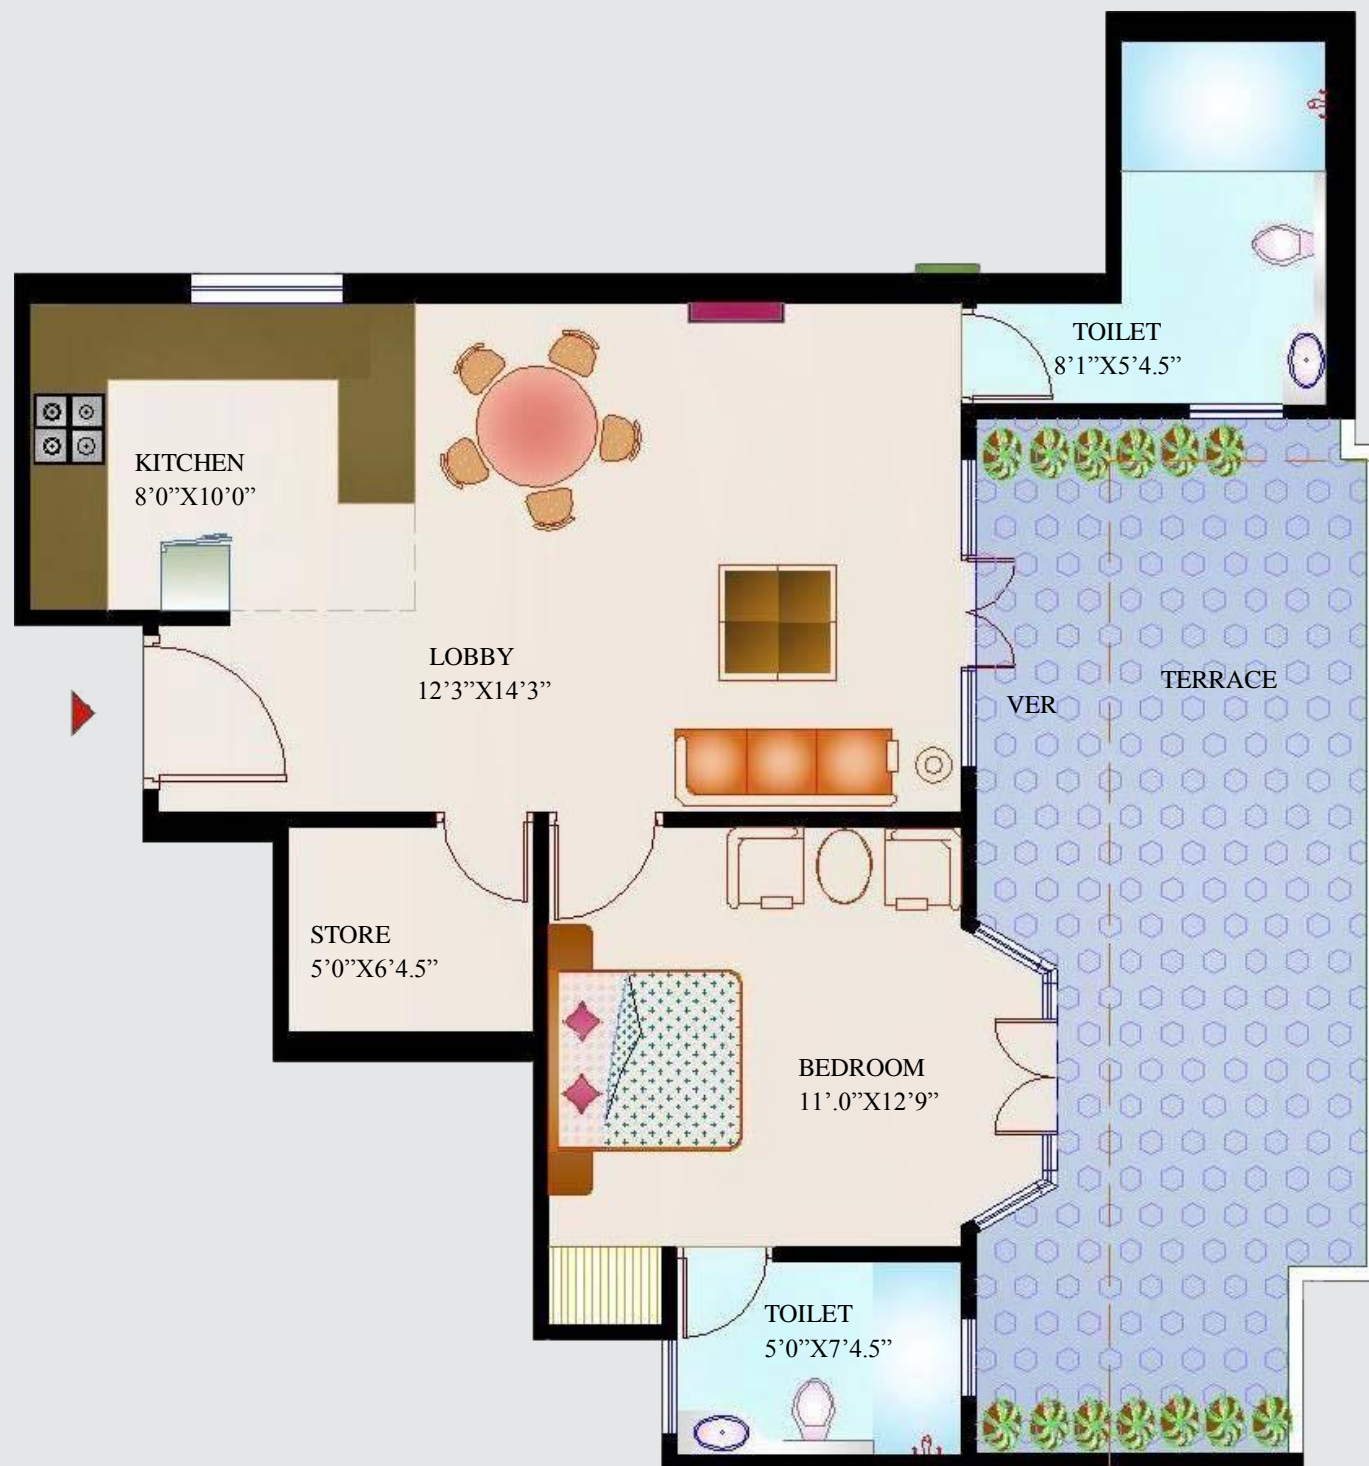 TOILET
8’1”X5’4.5”
KITCHEN
8’0”X10’0”
LOBBY
12’3”X14’3”
TERRACE
VER
STORE
5’0”X6’4.5”
BEDROOM
11’.0”X12’9”
TOILET
5’0”X7’4.5”